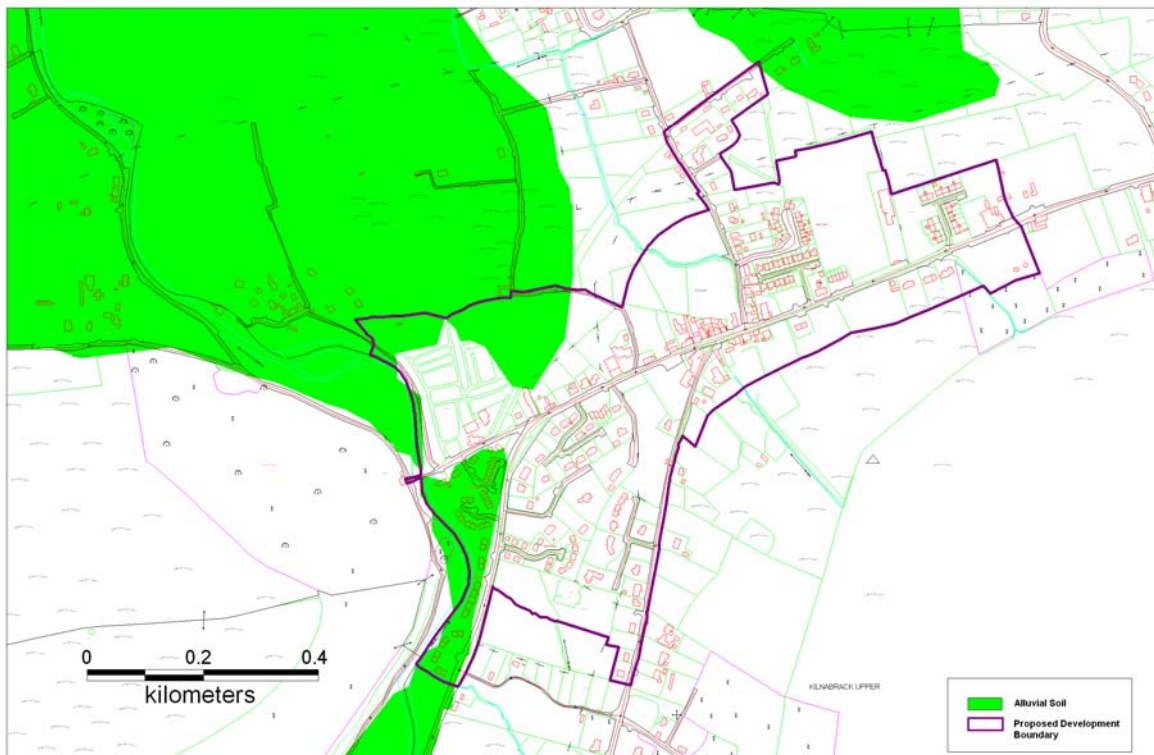 KILNABRACK UPPER
0 0.2 0.4
kilometers
Alluvial Soil
Proposed Development
Boundary